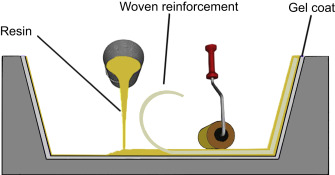 Woven reinforcement
Gel coat
Resin